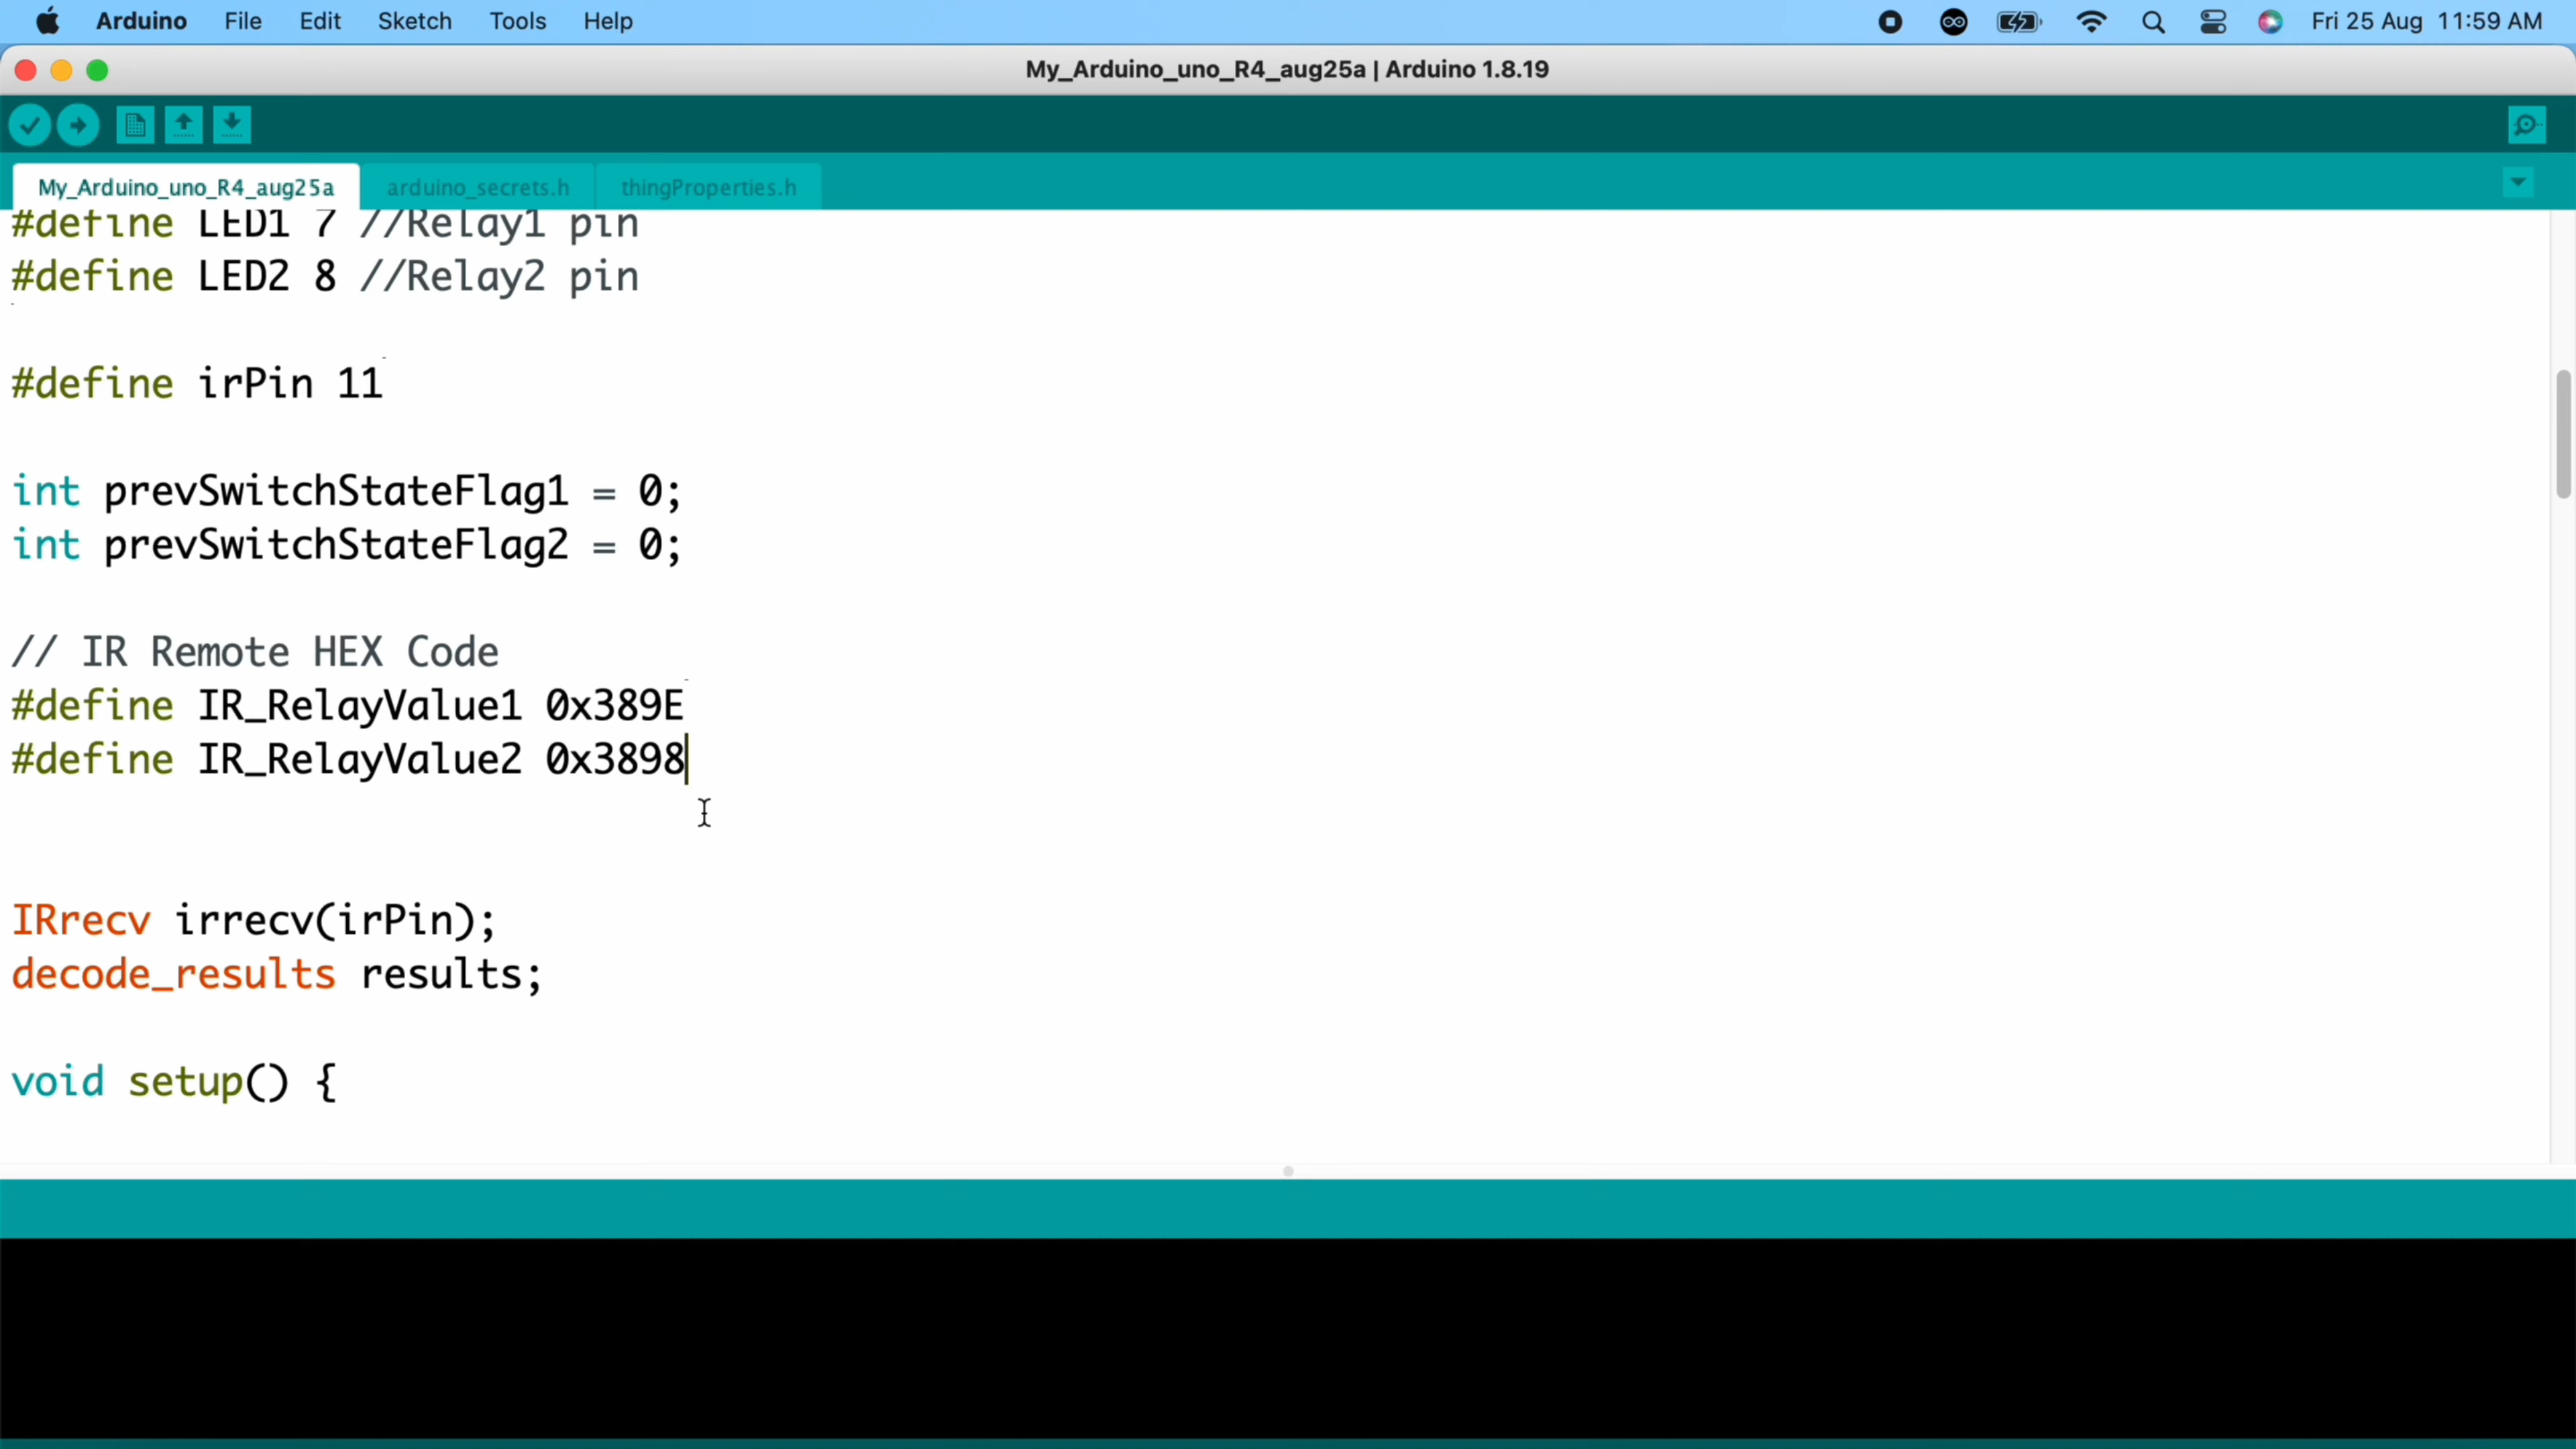 Arduino File Edit Sketch Tools Help Fri 25 Aug 11:59 AM
My_Arduino_uno_R4_aug25a | Arduino 1.8.19
My_Arduino_uno_R4_aug25a arduino_secrets.h thingProperties.h
#define LED1 7 //Relay1 pin
#define LED2 8 //Relay2 pin
#define irPin 11
int prevSwitchStateFlag1 = 0;
int prevSwitchStateFlag2 = 0;
// IR Remote HEX Code
#define IR_RelayValue1 0x389E
#define IR_RelayValue2 0x3898
IRrecv irrecv(irPin);
decode_results results;
void setup() {